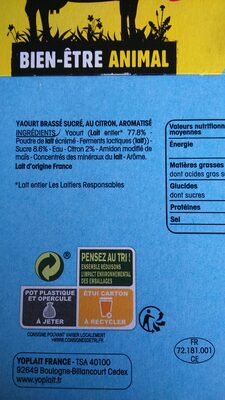 BIEN-ÊTRE ANIMAL
YAOURT BRASSÉ SUCRÉ, AU CITRON, AROMATISÉ
INGRÉDIENTS / Yaourt (Lait entier* 77.8% -
Poudre de lait écrémé - Ferments lactiques (lait)) -
Sucre 8.6% - Eau - Citron 2% - Amidon modifié de
maïs - Concentrés des minéraux du lait - Arôme.
Lait d'origine France
*Lait entier Les Laitiers Responsables
Valeurs nutritionn
moyennes
Énergie
Matières grasses
dont acides gras s
Glucides
dont sucres
Protéines
Sel
PENSEZ AU TRI !
ENSEMBLE RÉDUISONS
L'IMPACT ENVIRONNEMENTAL
DES EMBALLAGES
POT PLASTIQUE
ET OPERCULE
À JETER
ÉTUI CARTON
À RECYCLER
CONSIGNE POUVANT VARIER LOCALEMENT
>WWW.CONSIGNESDETRI.FR
YOPLAIT FRANCE - TSA 40100
92649 Boulogne-Billancourt Cedex
www.yoplait.fr
FR
72.181.001
CE